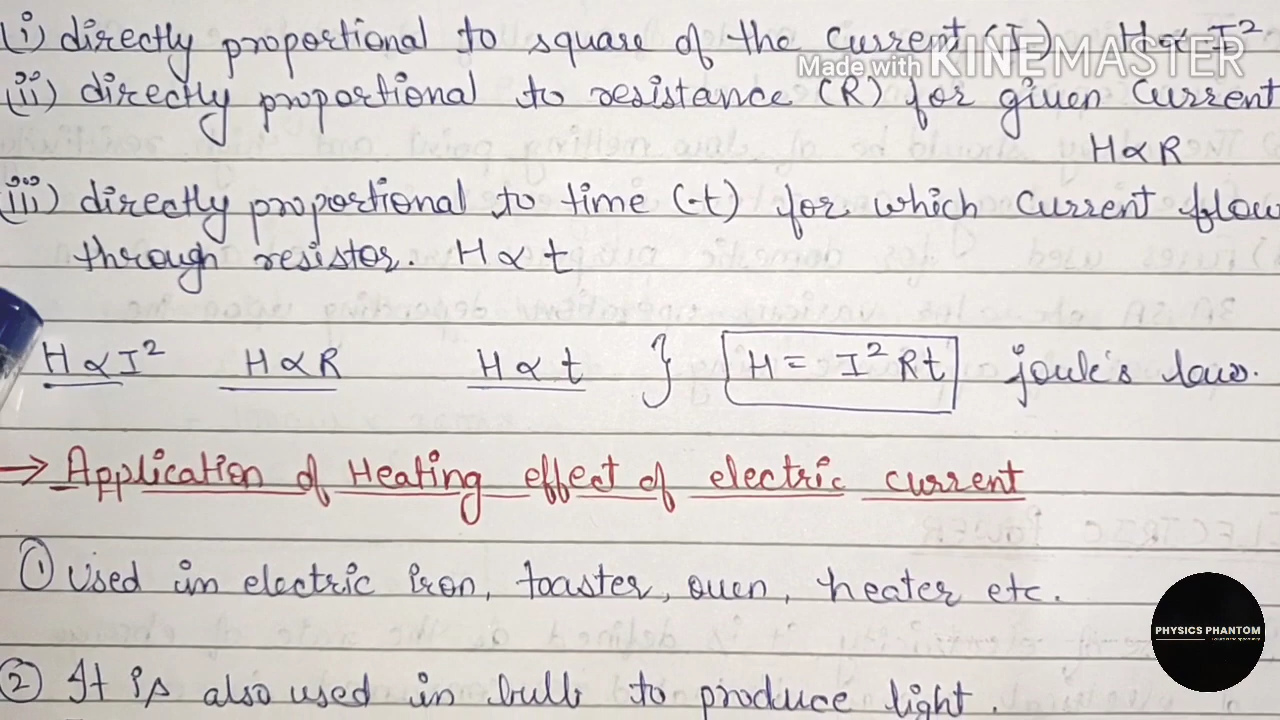 (i) directly proportional to square of the current (I) H∝I²
Made with KINEMASTER
(ii) directly proportional to resistance (R) for given current
H∝R
(iii) directly proportional to time (t) for which current flow
through resistor. H∝t
H∝I² H∝R H∝t } H = I²Rt joule's law.
→ Application of Heating effect of electric current
① Used in electric iron, toaster, oven, heater etc.
PHYSICS PHANTOM
② It is also used in bulb to produce light.